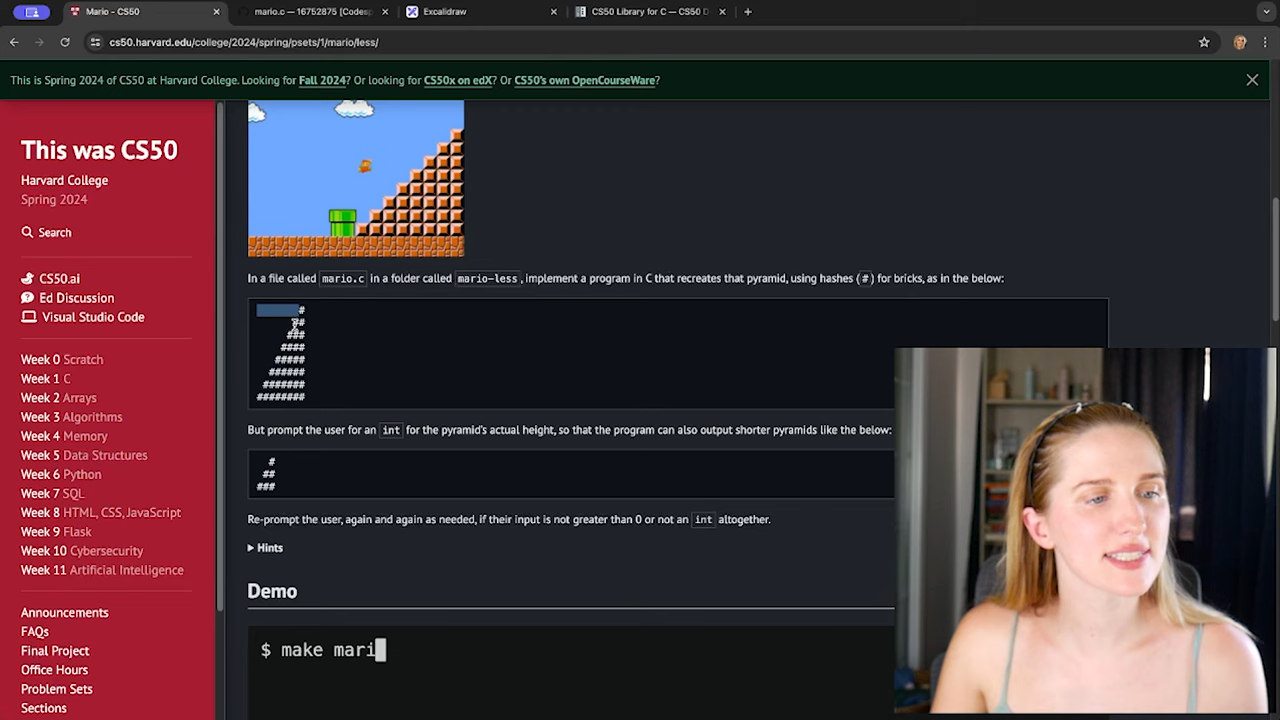 Mario - CS50
mario.c — 16752875 [Codesp
Excalidraw
CS50 Library for C — CS50 D
cs50.harvard.edu/college/2024/spring/psets/1/mario/less/
This is Spring 2024 of CS50 at Harvard College. Looking for Fall 2024? Or looking for CS50x on edX? Or CS50's own OpenCourseWare?
This was CS50
Harvard College
Spring 2024
Search
CS50.ai
Ed Discussion
Visual Studio Code
Week 0 Scratch
Week 1 C
Week 2 Arrays
Week 3 Algorithms
Week 4 Memory
Week 5 Data Structures
Week 6 Python
Week 7 SQL
Week 8 HTML, CSS, JavaScript
Week 9 Flask
Week 10 Cybersecurity
Week 11 Artificial Intelligence
Announcements
FAQs
Final Project
Office Hours
Problem Sets
Sections
In a file called mario.c in a folder called mario-less, implement a program in C that recreates that pyramid, using hashes (#) for bricks, as in the below:
       #
      ##
     ###
    ####
   #####
  ######
 #######
########
But prompt the user for an int for the pyramid's actual height, so that the program can also output shorter pyramids like the below:
  #
 ##
###
Re-prompt the user, again and again as needed, if their input is not greater than 0 or not an int altogether.
Hints
Demo
$ make mari